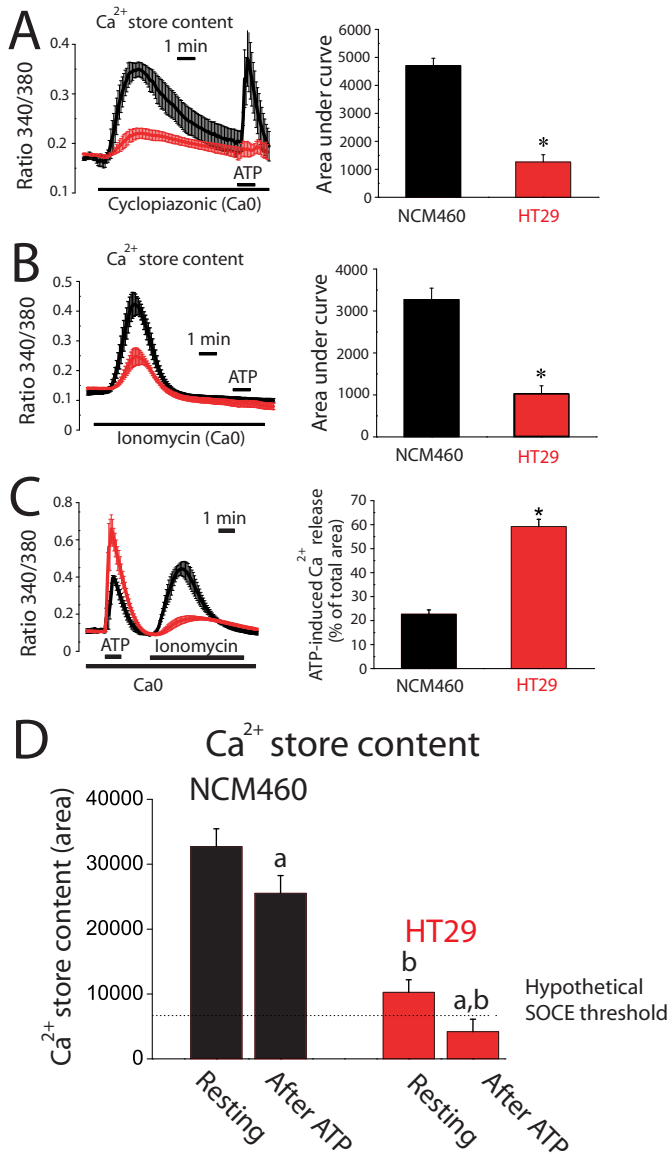 A
Ca2+ store content
1 min
0.4
0.3
0.2
0.1
Ratio 340/380
ATP
Cyclopiazonic (Ca0)
6000
5000
4000
3000
2000
1000
0
Area under curve
*
NCM460
HT29
B
Ca2+ store content
0.5
0.4
0.3
0.2
0.1
0
Ratio 340/380
1 min
ATP
Ionomycin (Ca0)
4000
3000
2000
1000
0
Area under curve
*
NCM460
HT29
C
0.8
0.6
0.4
0.2
0
Ratio 340/380
1 min
ATP
Ionomycin
Ca0
70
60
50
40
30
20
10
0
ATP-induced Ca2+ release
(% of total area)
*
NCM460
HT29
D
Ca2+ store content
NCM460
40000
30000
20000
10000
0
Ca2+ store content (area)
a
HT29
b
a,b
Hypothetical
SOCE threshold
Resting
After ATP
Resting
After ATP